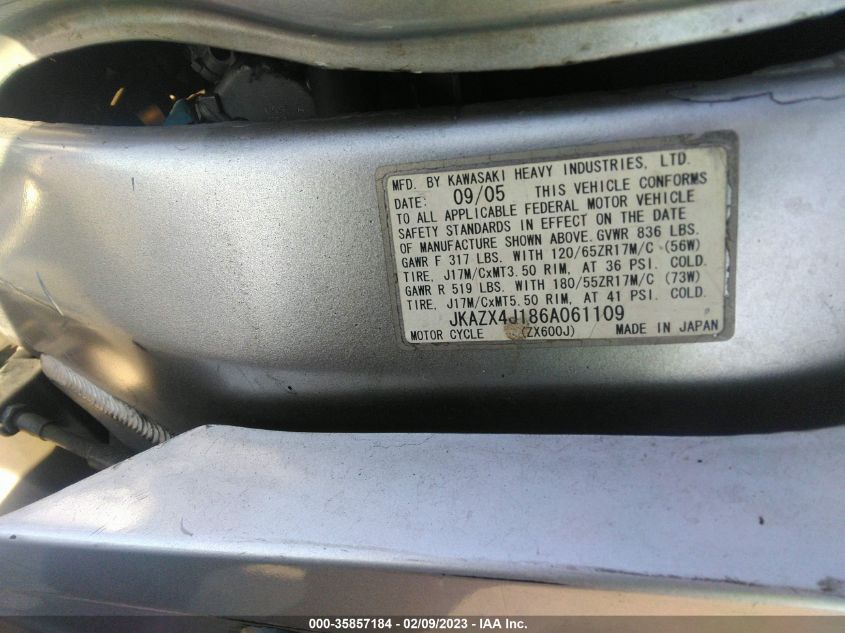 MFD. BY KAWASAKI HEAVY INDUSTRIES, LTD.
DATE: 09/05 THIS VEHICLE CONFORMS
TO ALL APPLICABLE FEDERAL MOTOR VEHICLE
SAFETY STANDARDS IN EFFECT ON THE DATE
OF MANUFACTURE SHOWN ABOVE. GVWR 836 LBS.
GAWR F 317 LBS. WITH 120/65ZR17M/C (56W)
TIRE, J17M/CxMT3.50 RIM, AT 36 PSI. COLD.
GAWR R 519 LBS. WITH 180/55ZR17M/C (73W)
TIRE, J17M/CxMT5.50 RIM, AT 41 PSI. COLD.
JKAZX4J186A061109
MOTOR CYCLE (ZX600J) MADE IN JAPAN
000-35857184 - 02/09/2023 - IAA Inc.